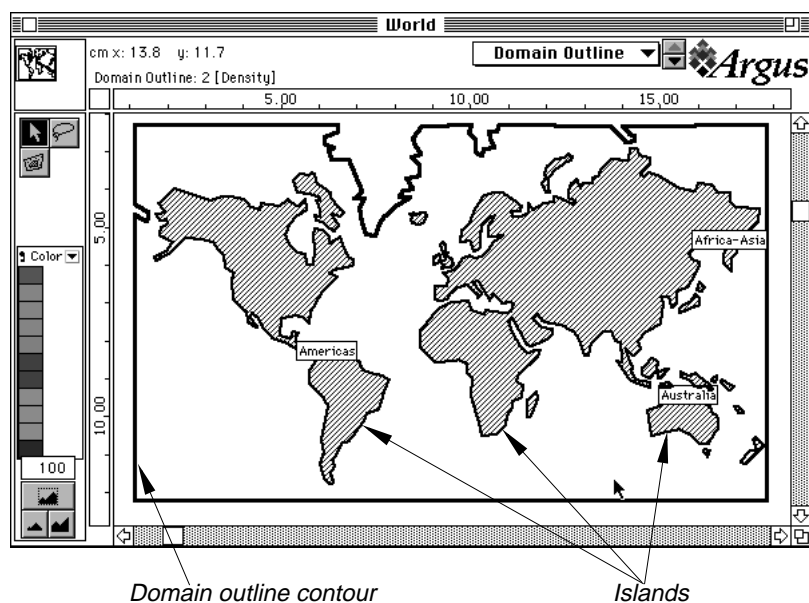 World
cm x: 13.8 y: 11.7
Domain Outline
Argus
Domain Outline: 2 [Density]
5.00 10.00 15.00
5.00
10.00
Color
Africa-Asia
Americas
Australia
100
Domain outline contour
Islands